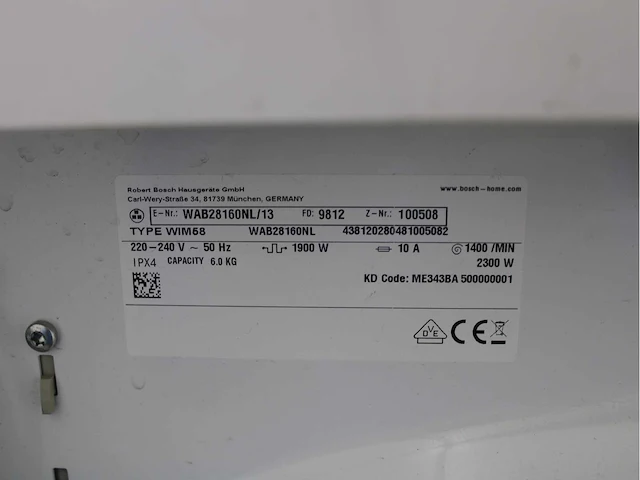 Robert Bosch Hausgeräte GmbH
Carl-Wery-Straße 34, 81739 München, GERMANY
www.bosch-home.com
E-Nr.: WAB28160NL/13 FD: 9812 Z-Nr.: 100508
TYPE WIM68 WAB28160NL 438120280481005082
220-240 V ~ 50 Hz 1900 W 10 A 1400 /MIN
IPX4 CAPACITY 6.0 KG 2300 W
KD Code: ME343BA 500000001
DVE CE